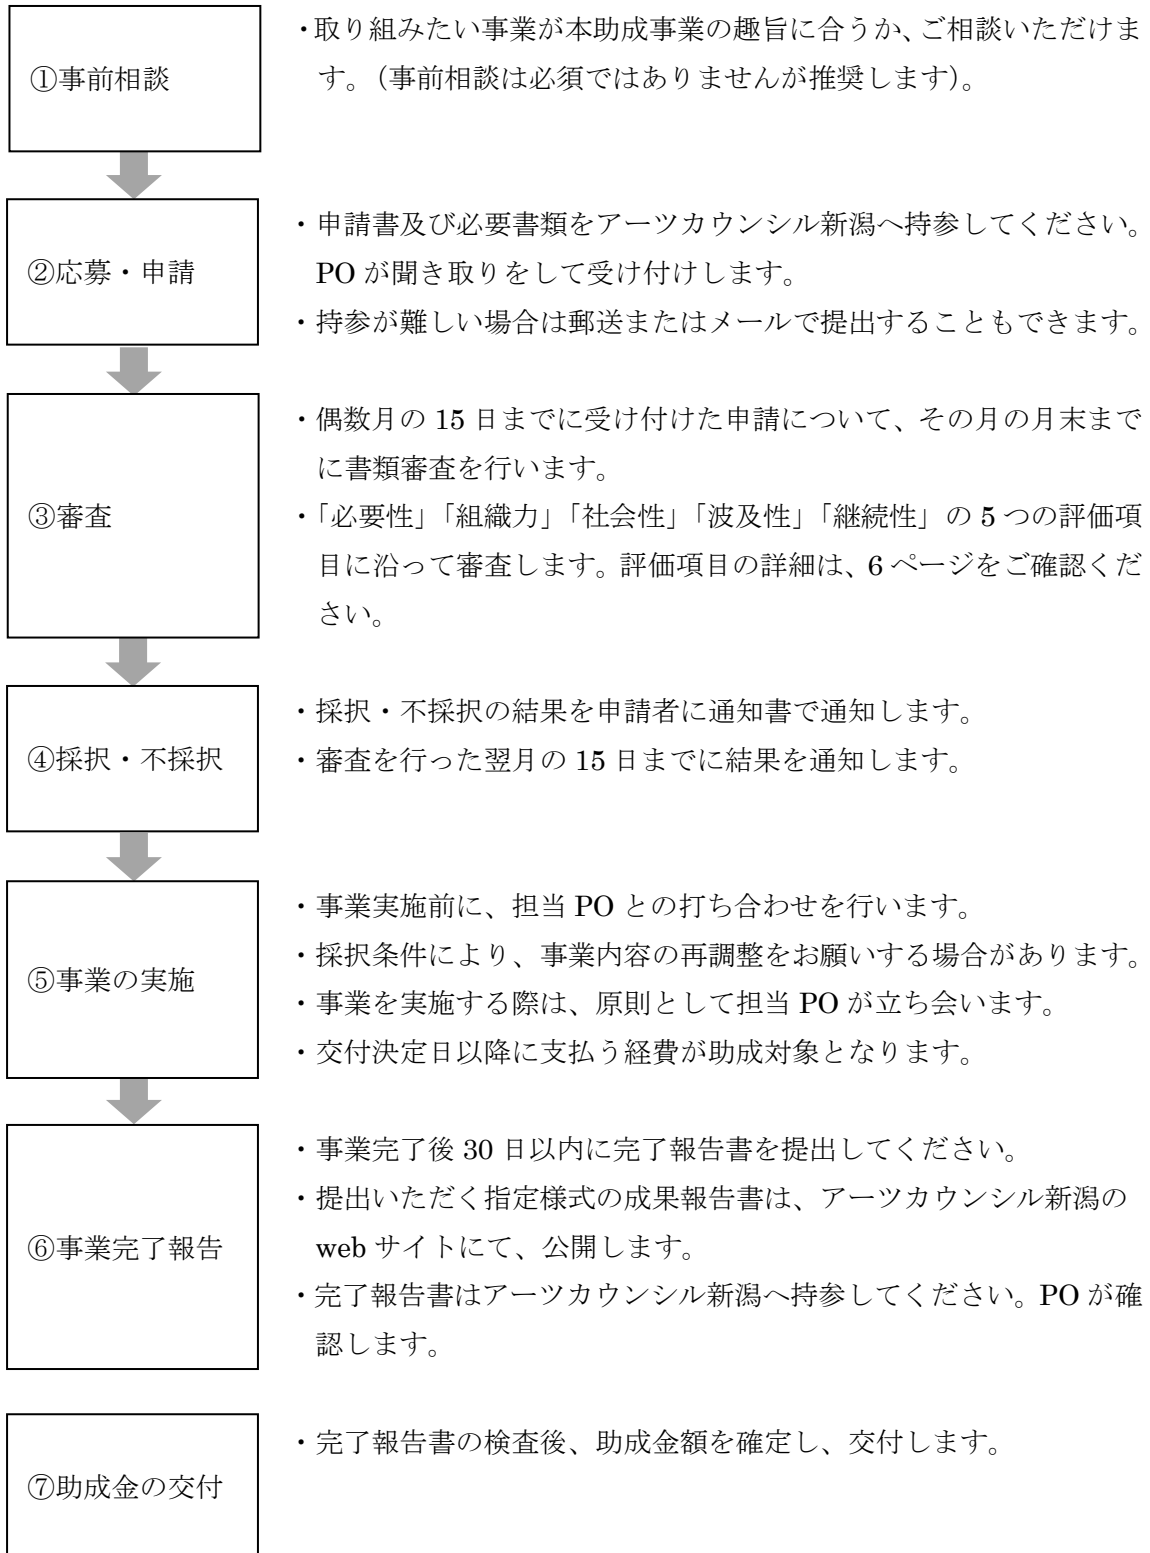 ①事前相談
・取り組みたい事業が本助成事業の趣旨に合うか、ご相談いただけま
す。（事前相談は必須ではありませんが推奨します）。
②応募・申請
・申請書及び必要書類をアーツカウンシル新潟へ持参してください。
PO が聞き取りをして受け付けします。
・持参が難しい場合は郵送またはメールで提出することもできます。
③審査
・偶数月の 15 日までに受け付けた申請について、その月の月末まで
に書類審査を行います。
・「必要性」「組織力」「社会性」「波及性」「継続性」の 5 つの評価項
目に沿って審査します。評価項目の詳細は、6 ページをご確認くだ
さい。
④採択・不採択
・採択・不採択の結果を申請者に通知書で通知します。
・審査を行った翌月の 15 日までに結果を通知します。
⑤事業の実施
・事業実施前に、担当 PO との打ち合わせを行います。
・採択条件により、事業内容の再調整をお願いする場合があります。
・事業を実施する際は、原則として担当 PO が立ち会います。
・交付決定日以降に支払う経費が助成対象となります。
⑥事業完了報告
・事業完了後 30 日以内に完了報告書を提出してください。
・提出いただく指定様式の成果報告書は、アーツカウンシル新潟の
web サイトにて、公開します。
・完了報告書はアーツカウンシル新潟へ持参してください。PO が確
認します。
⑦助成金の交付
・完了報告書の検査後、助成金額を確定し、交付します。